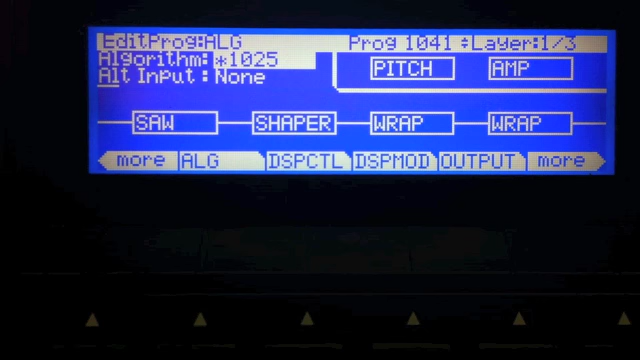 EditProg:ALG Prog 1041 ÷Layer:1/3
Algorithm:*1025
Alt Input:None
PITCH AMP
SAW SHAPER WRAP WRAP
more ALG DSPCTL DSPMOD OUTPUT more